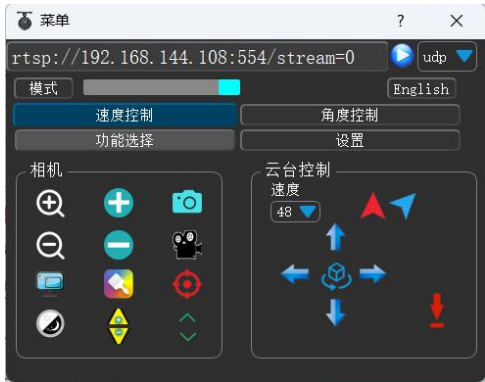 菜单
rtsp://192.168.144.108:554/stream=0 udp
模式 English
速度控制 角度控制
功能选择 设置
相机 云台控制
速度
48